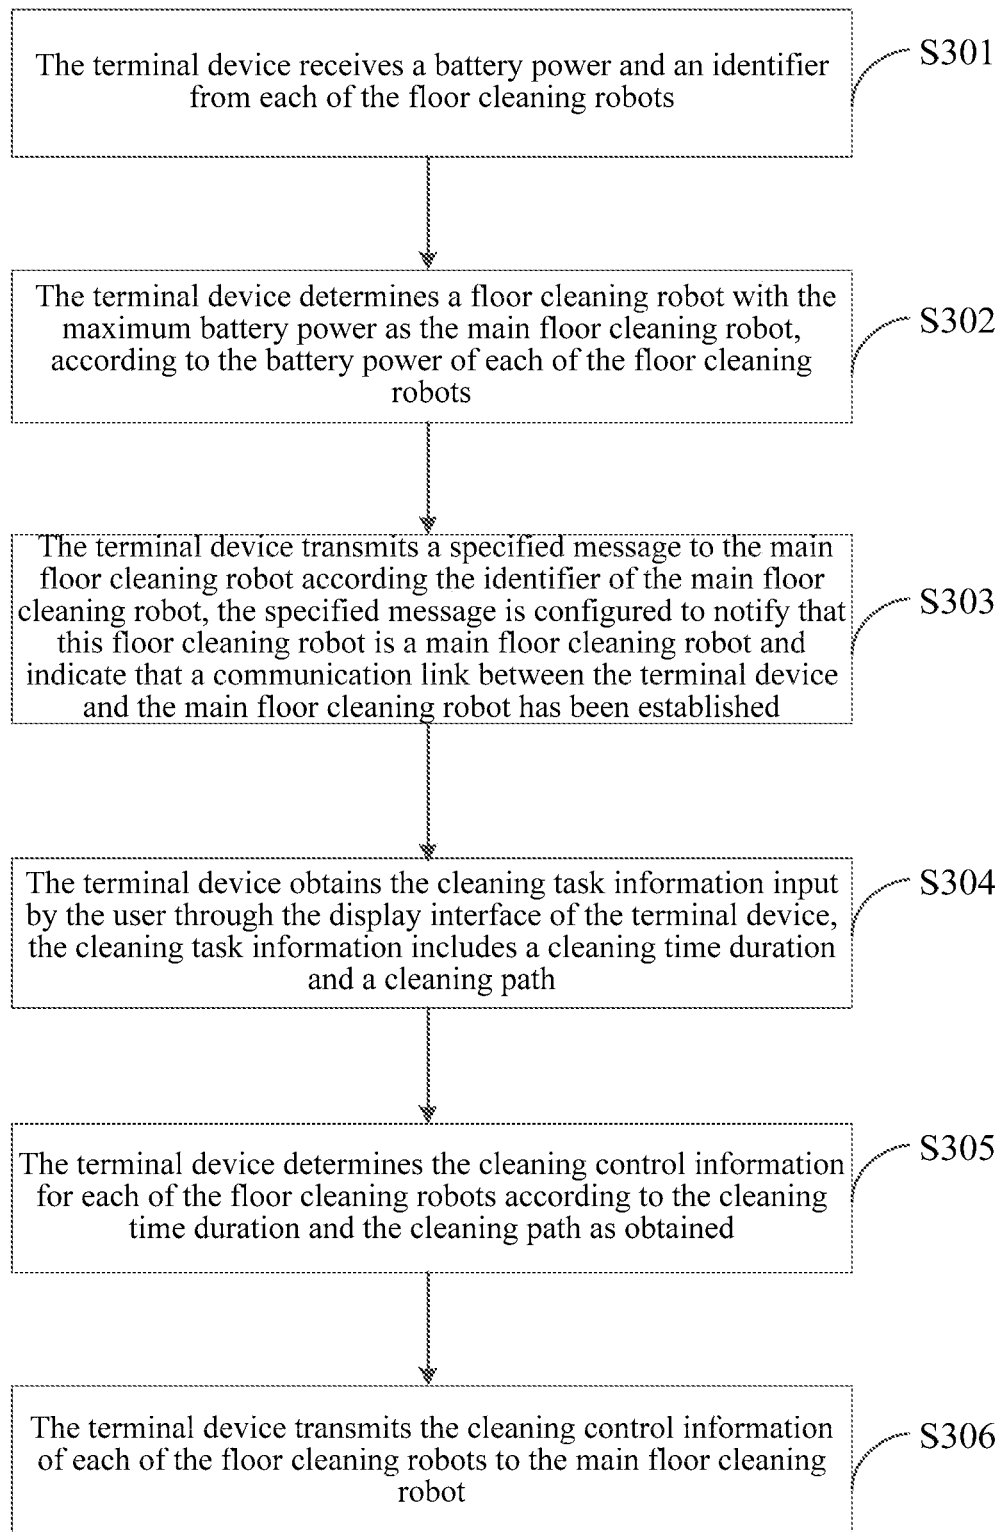 The terminal device receives a battery power and an identifier
from each of the floor cleaning robots
S301
The terminal device determines a floor cleaning robot with the
maximum battery power as the main floor cleaning robot,
according to the battery power of each of the floor cleaning
robots
S302
The terminal device transmits a specified message to the main
floor cleaning robot according the identifier of the main floor
cleaning robot, the specified message is configured to notify that
this floor cleaning robot is a main floor cleaning robot and
indicate that a communication link between the terminal device
and the main floor cleaning robot has been established
S303
The terminal device obtains the cleaning task information input
by the user through the display interface of the terminal device,
the cleaning task information includes a cleaning time duration
and a cleaning path
S304
The terminal device determines the cleaning control information
for each of the floor cleaning robots according to the cleaning
time duration and the cleaning path as obtained
S305
The terminal device transmits the cleaning control information
of each of the floor cleaning robots to the main floor cleaning
robot
S306